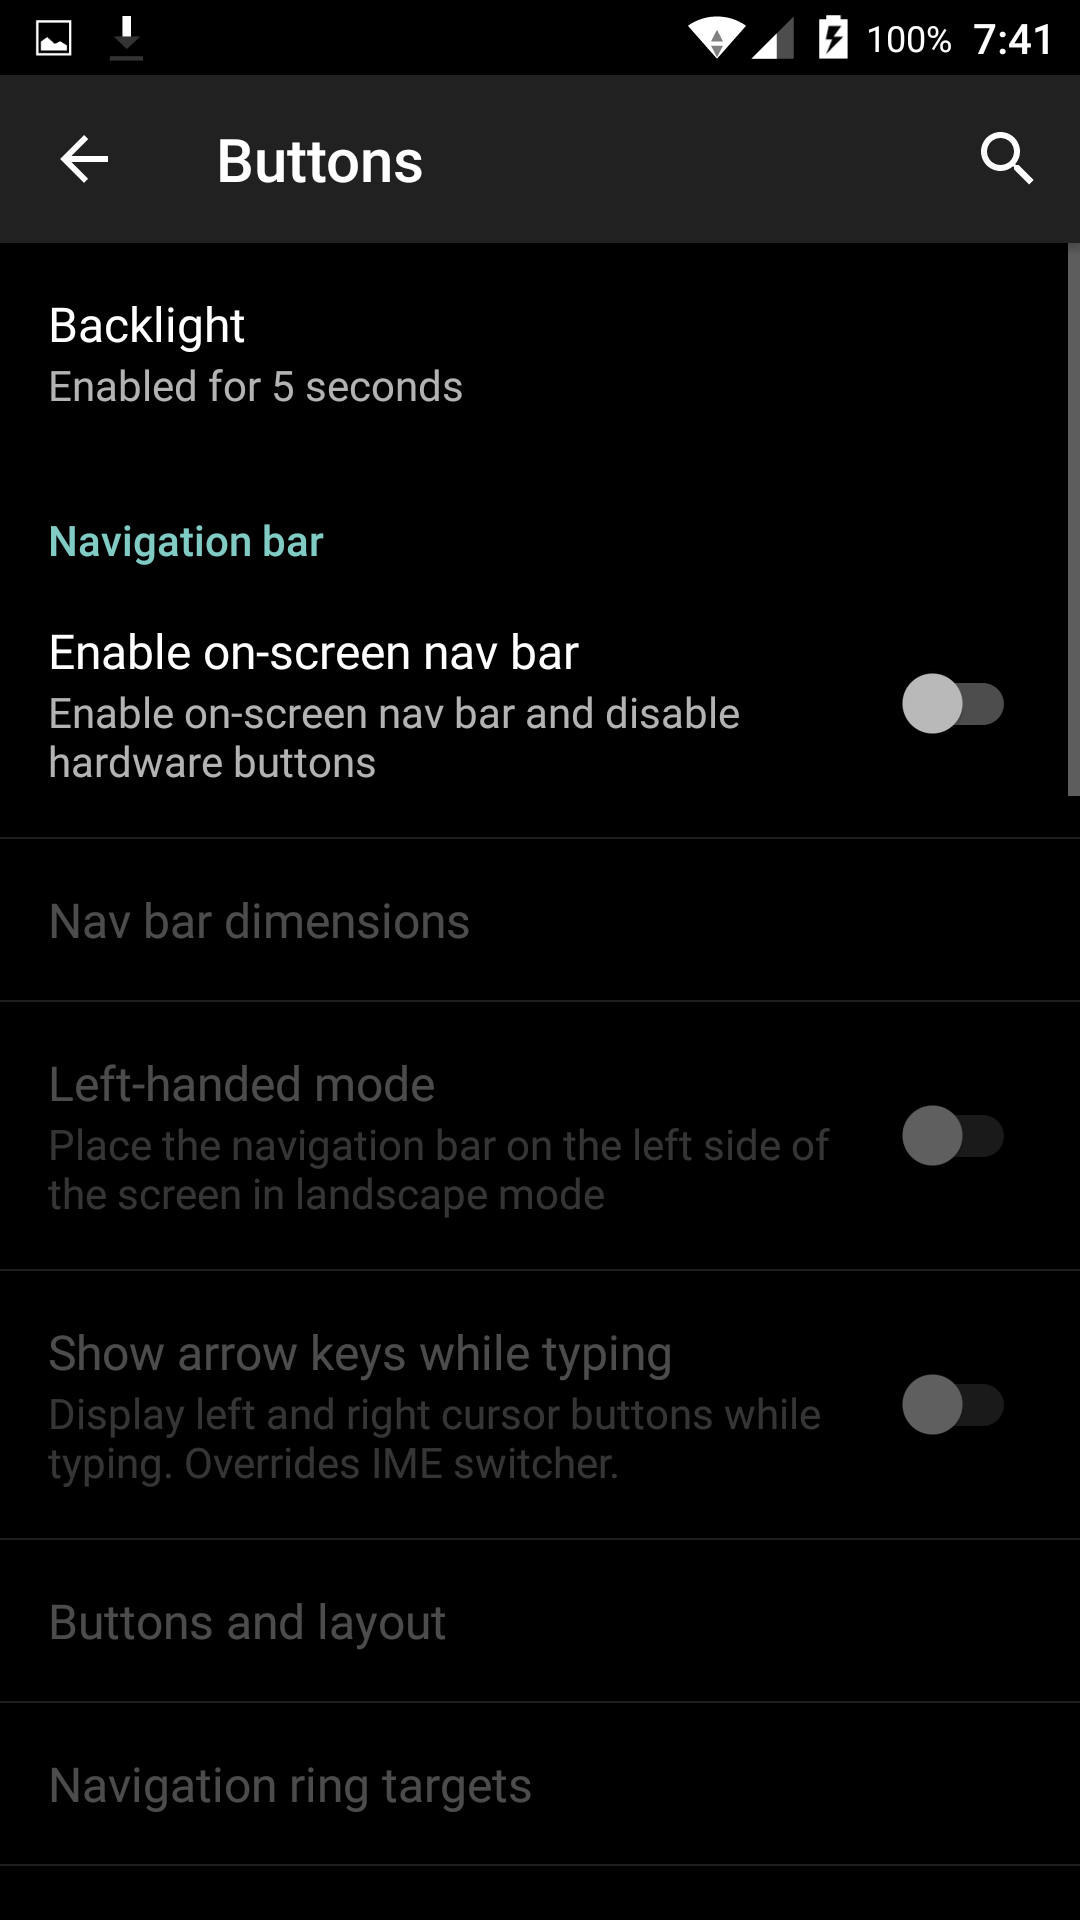 100% 7:41
Buttons
Backlight
Enabled for 5 seconds
Navigation bar
Enable on-screen nav bar
Enable on-screen nav bar and disable
hardware buttons
Nav bar dimensions
Left-handed mode
Place the navigation bar on the left side of
the screen in landscape mode
Show arrow keys while typing
Display left and right cursor buttons while
typing. Overrides IME switcher.
Buttons and layout
Navigation ring targets